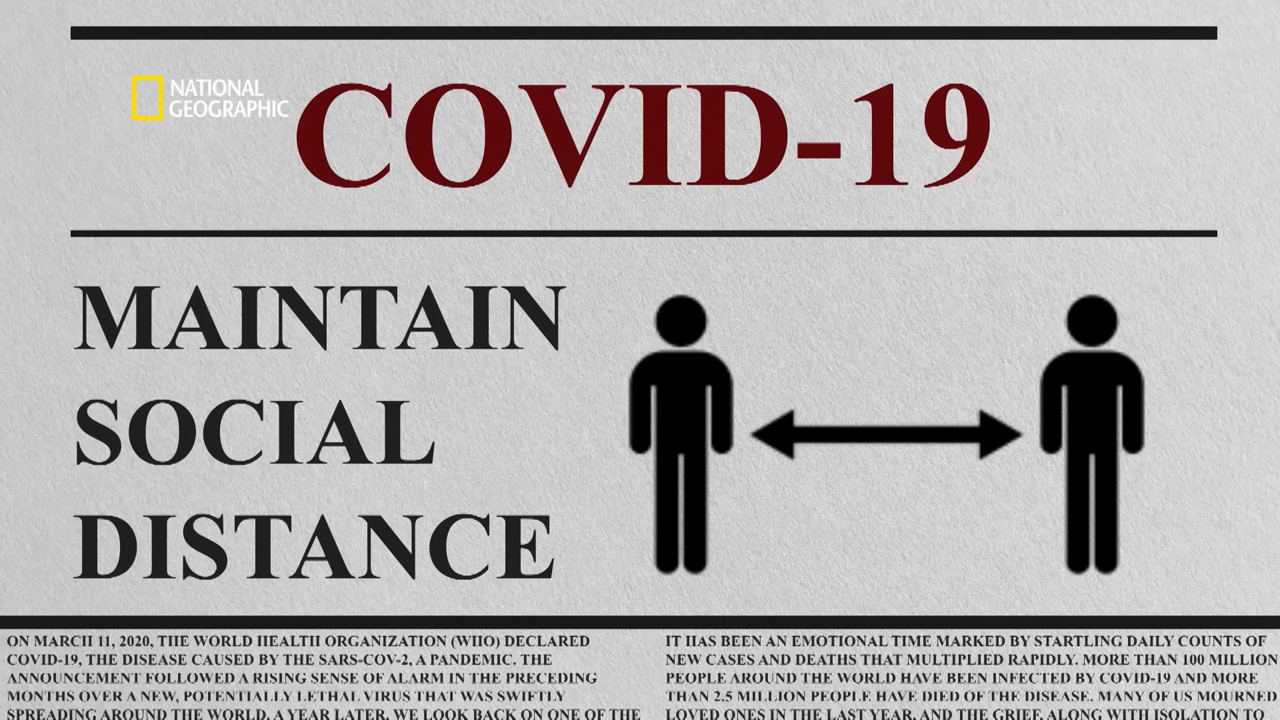 NATIONAL
GEOGRAPHIC
COVID-19
MAINTAIN
SOCIAL
DISTANCE
ON MARCH 11, 2020, THE WORLD HEALTH ORGANIZATION (WHO) DECLARED
COVID-19, THE DISEASE CAUSED BY THE SARS-COV-2, A PANDEMIC. THE
ANNOUNCEMENT FOLLOWED A RISING SENSE OF ALARM IN THE PRECEDING
MONTHS OVER A NEW, POTENTIALLY LETHAL VIRUS THAT WAS SWIFTLY
SPREADING AROUND THE WORLD. A YEAR LATER, WE LOOK BACK ON ONE OF THE
IT HAS BEEN AN EMOTIONAL TIME MARKED BY STARTLING DAILY COUNTS OF
NEW CASES AND DEATHS THAT MULTIPLIED RAPIDLY. MORE THAN 100 MILLION
PEOPLE AROUND THE WORLD HAVE BEEN INFECTED BY COVID-19 AND MORE
THAN 2.5 MILLION PEOPLE HAVE DIED OF THE DISEASE. MANY OF US MOURNED
LOVED ONES IN THE LAST YEAR, AND THE GRIEF, ALONG WITH ISOLATION TO